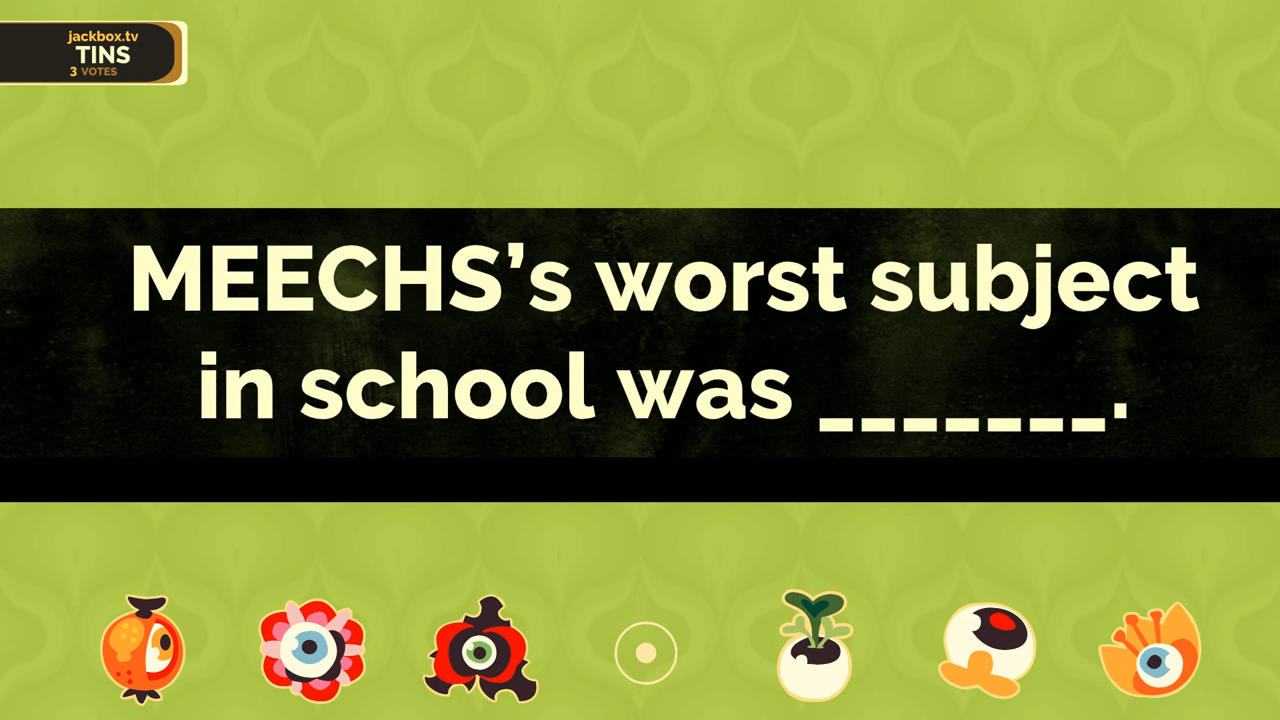 jackbox.tv
TINS
3 VOTES
MEECHS’s worst subject
in school was _______.